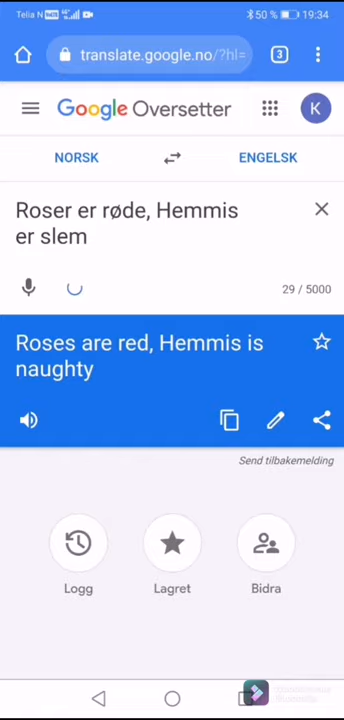 Telia N VoLTE 50 % 19:34
translate.google.no/?hl=
3
Google Oversetter
K
NORSK ENGELSK
Roser er røde, Hemmis
er slem
29 / 5000
Roses are red, Hemmis is
naughty
Send tilbakemelding
Logg Lagret Bidra